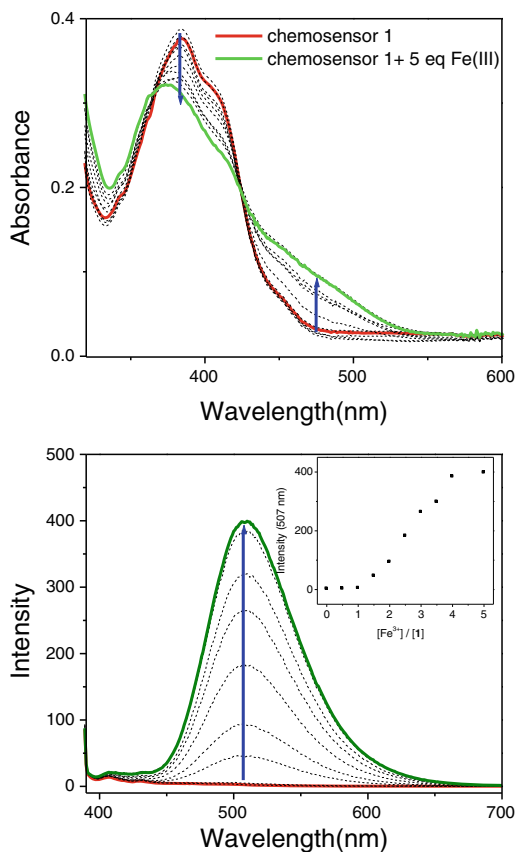 0.4
0.2
0.0
Absorbance
chemosensor 1
chemosensor 1+ 5 eq Fe(III)
400
500
600
Wavelength(nm)
500
400
300
200
100
0
Intensity
400
200
0
Intensity (507 nm)
0 1 2 3 4 5
[Fe³⁺] / [1]
400
500
600
700
Wavelength(nm)